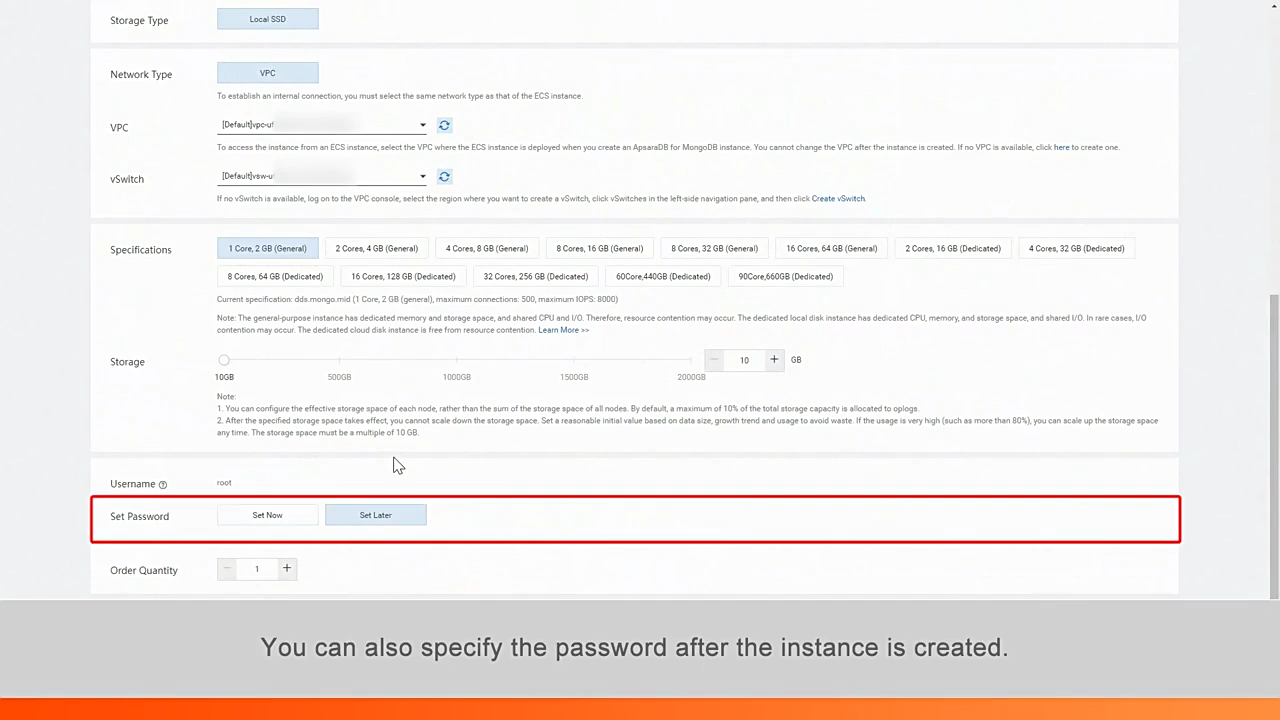 Storage Type
Local SSD
Network Type
VPC
To establish an internal connection, you must select the same network type as that of the ECS instance.
VPC
[Default]vpc-uf
To access the instance from an ECS instance, select the VPC where the ECS instance is deployed when you create an ApsaraDB for MongoDB instance. You cannot change the VPC after the instance is created. If no VPC is available, click here to create one.
vSwitch
[Default]vsw-u
If no vSwitch is available, log on to the VPC console, select the region where you want to create a vSwitch, click vSwitches in the left-side navigation pane, and then click Create vSwitch.
Specifications
1 Core, 2 GB (General) 2 Cores, 4 GB (General) 4 Cores, 8 GB (General) 8 Cores, 16 GB (General) 8 Cores, 32 GB (General) 16 Cores, 64 GB (General) 2 Cores, 16 GB (Dedicated) 4 Cores, 32 GB (Dedicated)
8 Cores, 64 GB (Dedicated) 16 Cores, 128 GB (Dedicated) 32 Cores, 256 GB (Dedicated) 60Core,440GB (Dedicated) 90Core,660GB (Dedicated)
Current specification: dds.mongo.mid (1 Core, 2 GB (general), maximum connections: 500, maximum IOPS: 8000)
Note: The general-purpose instance has dedicated memory and storage space, and shared CPU and I/O. Therefore, resource contention may occur. The dedicated local disk instance has dedicated CPU, memory, and storage space, and shared I/O. In rare cases, I/O
contention may occur. The dedicated cloud disk instance is free from resource contention. Learn More >>
Storage
10 GB
10GB 500GB 1000GB 1500GB 2000GB
Note:
1. You can configure the effective storage space of each node, rather than the sum of the storage space of all nodes. By default, a maximum of 10% of the total storage capacity is allocated to oplogs.
2. After the specified storage space takes effect, you cannot scale down the storage space. Set a reasonable initial value based on data size, growth trend and usage to avoid waste. If the usage is very high (such as more than 80%), you can scale up the storage space
any time. The storage space must be a multiple of 10 GB.
Username
root
Set Password
Set Now Set Later
Order Quantity
1
You can also specify the password after the instance is created.